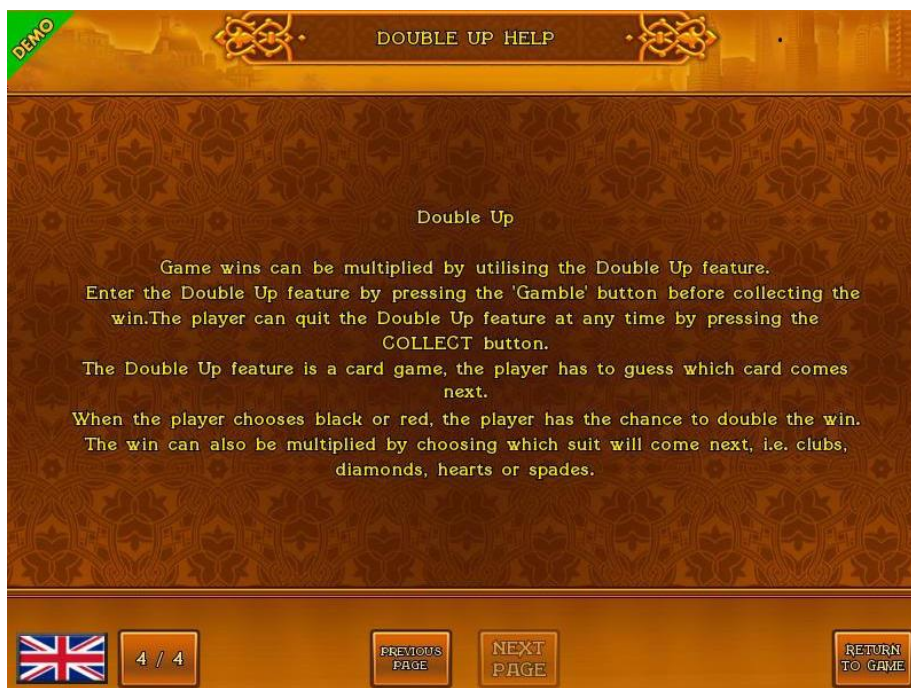 DEMO
DOUBLE UP HELP
Double Up
Game wins can be multiplied by utilising the Double Up feature.
Enter the Double Up feature by pressing the 'Gamble' button before collecting the
win.The player can quit the Double Up feature at any time by pressing the
COLLECT button.
The Double Up feature is a card game, the player has to guess which card comes
next.
When the player chooses black or red, the player has the chance to double the win.
The win can also be multiplied by choosing which suit will come next, i.e. clubs,
diamonds, hearts or spades.
4 / 4
PREVIOUS
PAGE
NEXT
PAGE
RETURN
TO GAME